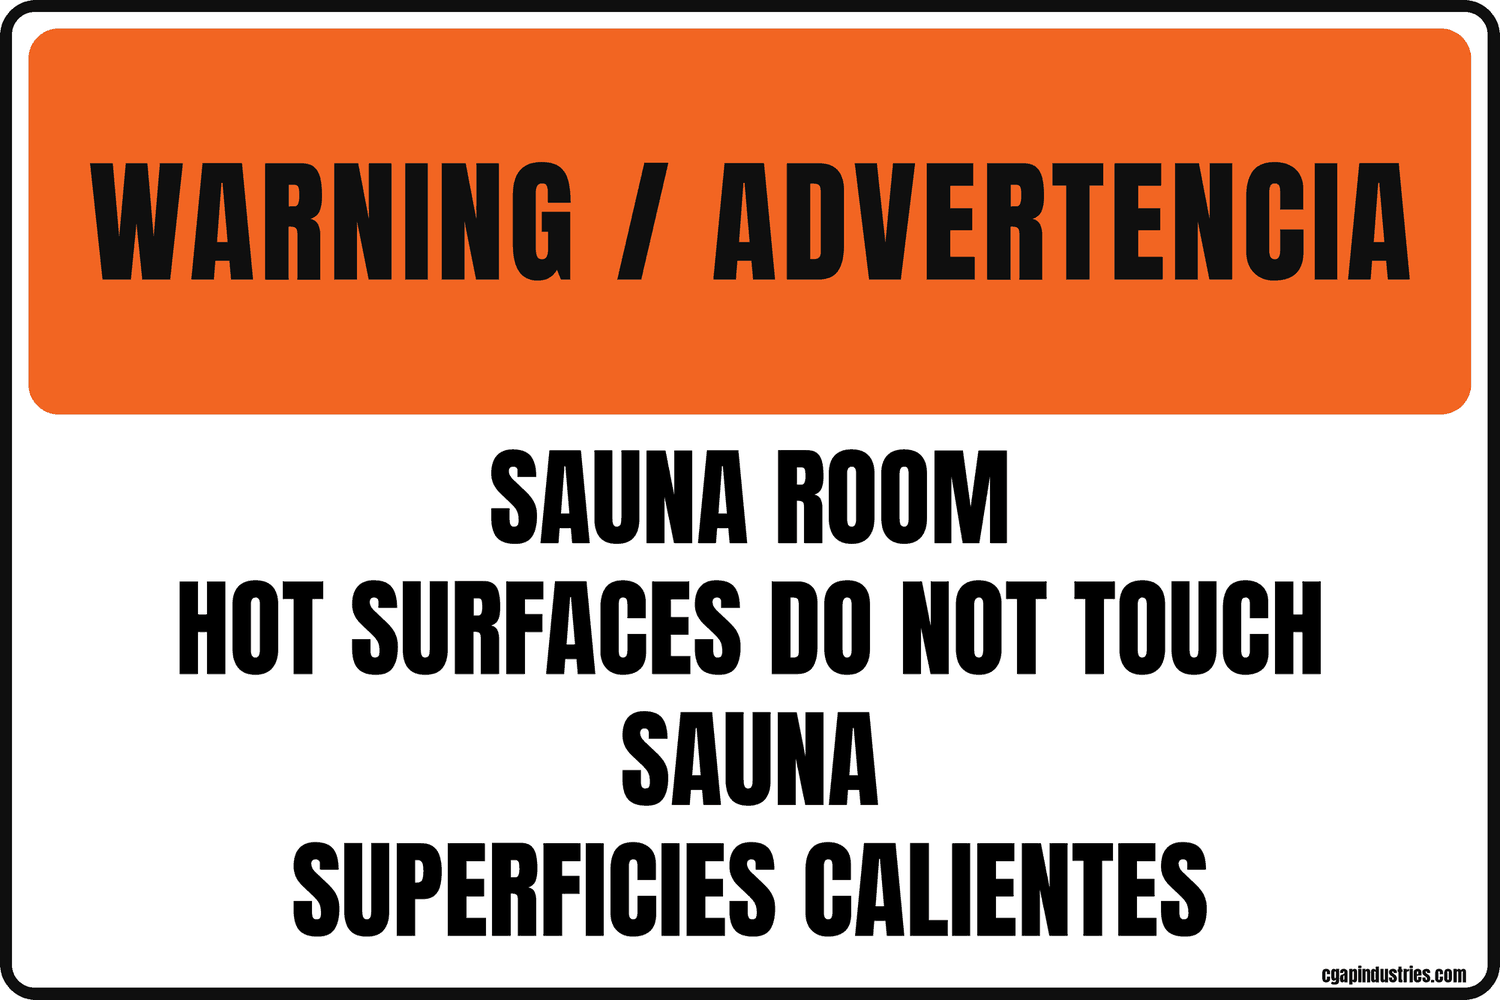 WARNING / ADVERTENCIA
SAUNA ROOM
HOT SURFACES DO NOT TOUCH
SAUNA
SUPERFICIES CALIENTES
cgapindustries.com